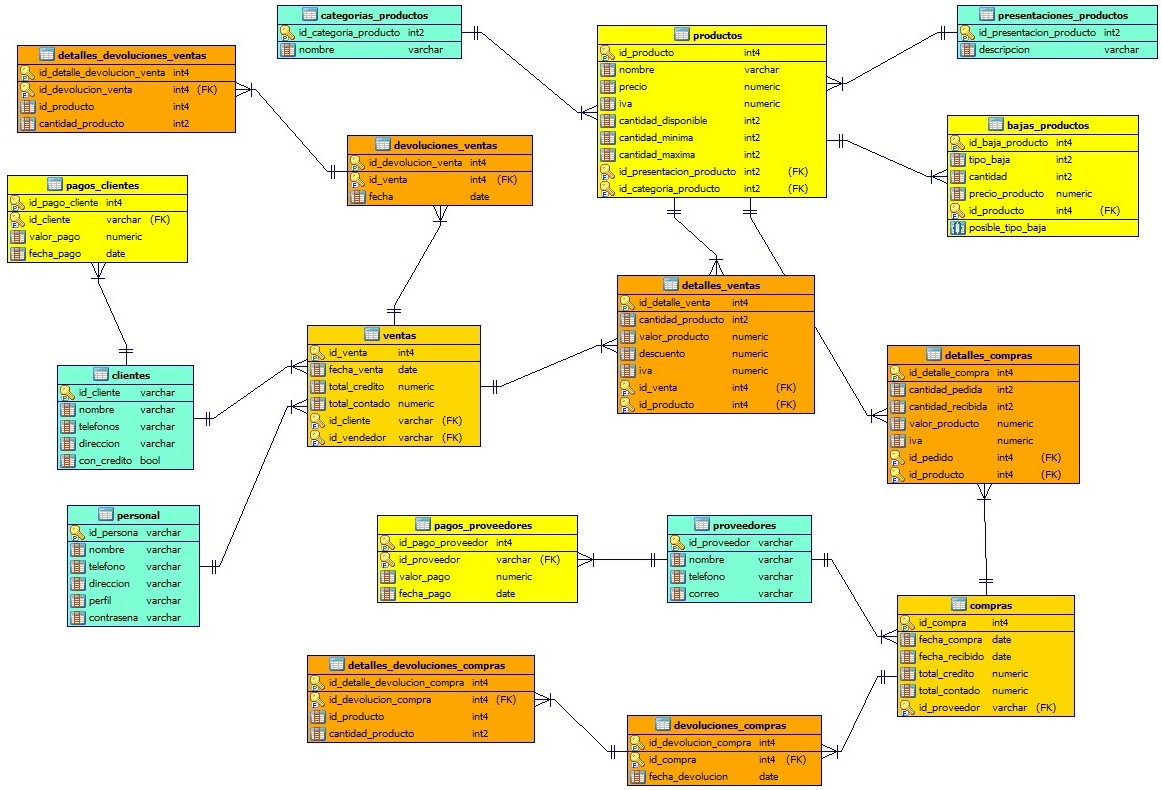 categorias_productos
id_categoria_producto int2
nombre varchar
presentaciones_productos
id_presentacion_producto int2
descripcion varchar
productos
id_producto int4
nombre varchar
precio numeric
iva numeric
cantidad_disponible int2
cantidad_minima int2
cantidad_maxima int2
id_presentacion_producto int2 (FK)
id_categoria_producto int2 (FK)
detalles_devoluciones_ventas
id_detalle_devolucion_venta int4
id_devolucion_venta int4 (FK)
id_producto int4
cantidad_producto int2
bajas_productos
id_baja_producto int4
tipo_baja int2
cantidad int2
precio_producto numeric
id_producto int4 (FK)
posible_tipo_baja
devoluciones_ventas
id_devolucion_venta int4
id_venta int4 (FK)
fecha date
pagos_clientes
id_pago_cliente int4
id_cliente varchar (FK)
valor_pago numeric
fecha_pago date
detalles_ventas
id_detalle_venta int4
cantidad_producto int2
valor_producto numeric
descuento numeric
iva numeric
id_venta int4 (FK)
id_producto int4 (FK)
ventas
id_venta int4
fecha_venta date
total_credito numeric
total_contado numeric
id_cliente varchar (FK)
id_vendedor varchar (FK)
detalles_compras
id_detalle_compra int4
cantidad_pedida int2
cantidad_recibida int2
valor_producto numeric
iva numeric
id_pedido int4 (FK)
id_producto int4 (FK)
clientes
id_cliente varchar
nombre varchar
telefonos varchar
direccion varchar
con_credito bool
personal
id_persona varchar
nombre varchar
telefono varchar
direccion varchar
perfil varchar
contrasena varchar
pagos_proveedores
id_pago_proveedor int4
id_proveedor varchar (FK)
valor_pago numeric
fecha_pago date
proveedores
id_proveedor varchar
nombre varchar
telefono varchar
correo varchar
compras
id_compra int4
fecha_compra date
fecha_recibido date
total_credito numeric
total_contado numeric
id_proveedor varchar (FK)
detalles_devoluciones_compras
id_detalle_devolucion_compra int4
id_devolucion_compra int4 (FK)
id_producto int4
cantidad_producto int2
devoluciones_compras
id_devolucion_compra int4
id_compra int4 (FK)
fecha_devolucion date